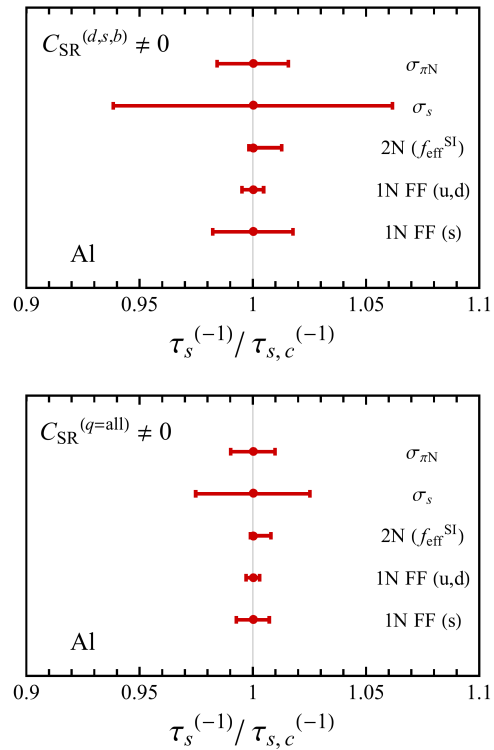 C_SR^(d,s,b) ≠ 0
σ_πN
σ_s
2N (f_eff^SI)
1N FF (u,d)
1N FF (s)
Al
0.9 0.95 1 1.05 1.1
τ_s^(-1) / τ_s,c^(-1)
C_SR^(q=all) ≠ 0
σ_πN
σ_s
2N (f_eff^SI)
1N FF (u,d)
1N FF (s)
Al
0.9 0.95 1 1.05 1.1
τ_s^(-1) / τ_s,c^(-1)